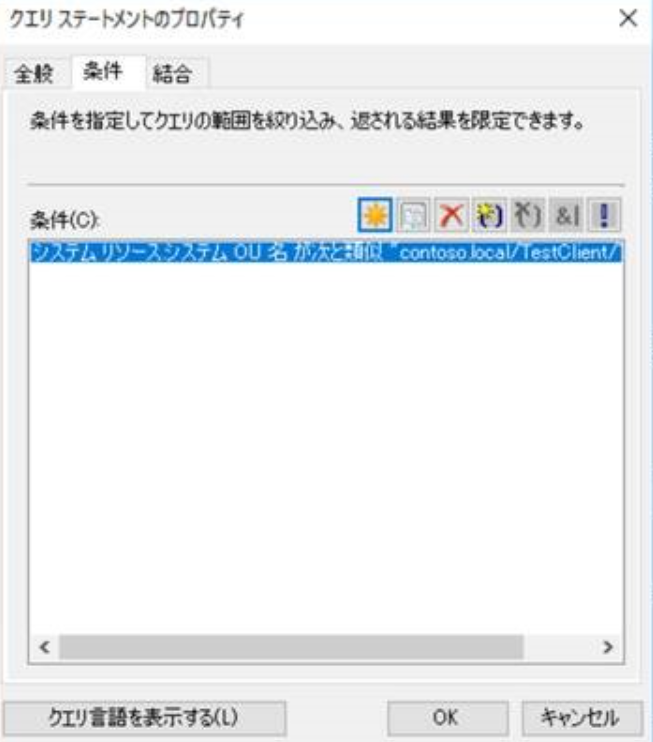 クエリ ステートメントのプロパティ
全般 条件 結合
条件を指定してクエリの範囲を絞り込み、返される結果を限定できます。
条件(C):
&|
システム リソースシステム OU 名 が次と類似 "contoso.local/TestClient/
クエリ言語を表示する(L) OK キャンセル